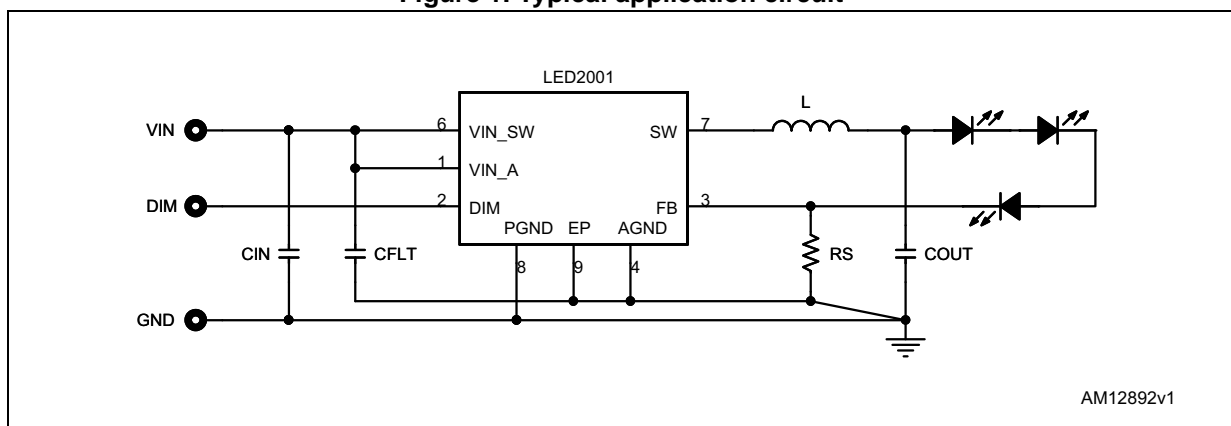 Figure 1. Typical application circuit
LED2001
L
VIN
6
VIN_SW
SW
7
1
VIN_A
DIM
2
DIM
FB
3
PGND
EP
AGND
CIN
CFLT
8
9
4
RS
COUT
GND
AM12892v1